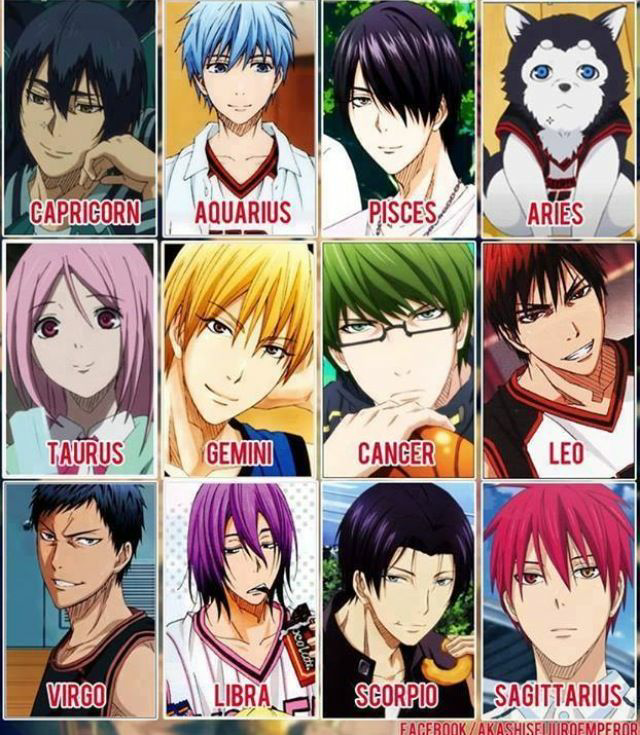 CAPRICORN
AQUARIUS
PISCES
ARIES
TAURUS
GEMINI
CANCER
LEO
VIRGO
LIBRA
SCORPIO
SAGITTARIUS
FACEBOOK/AKASHISEIJUROEMPEROR